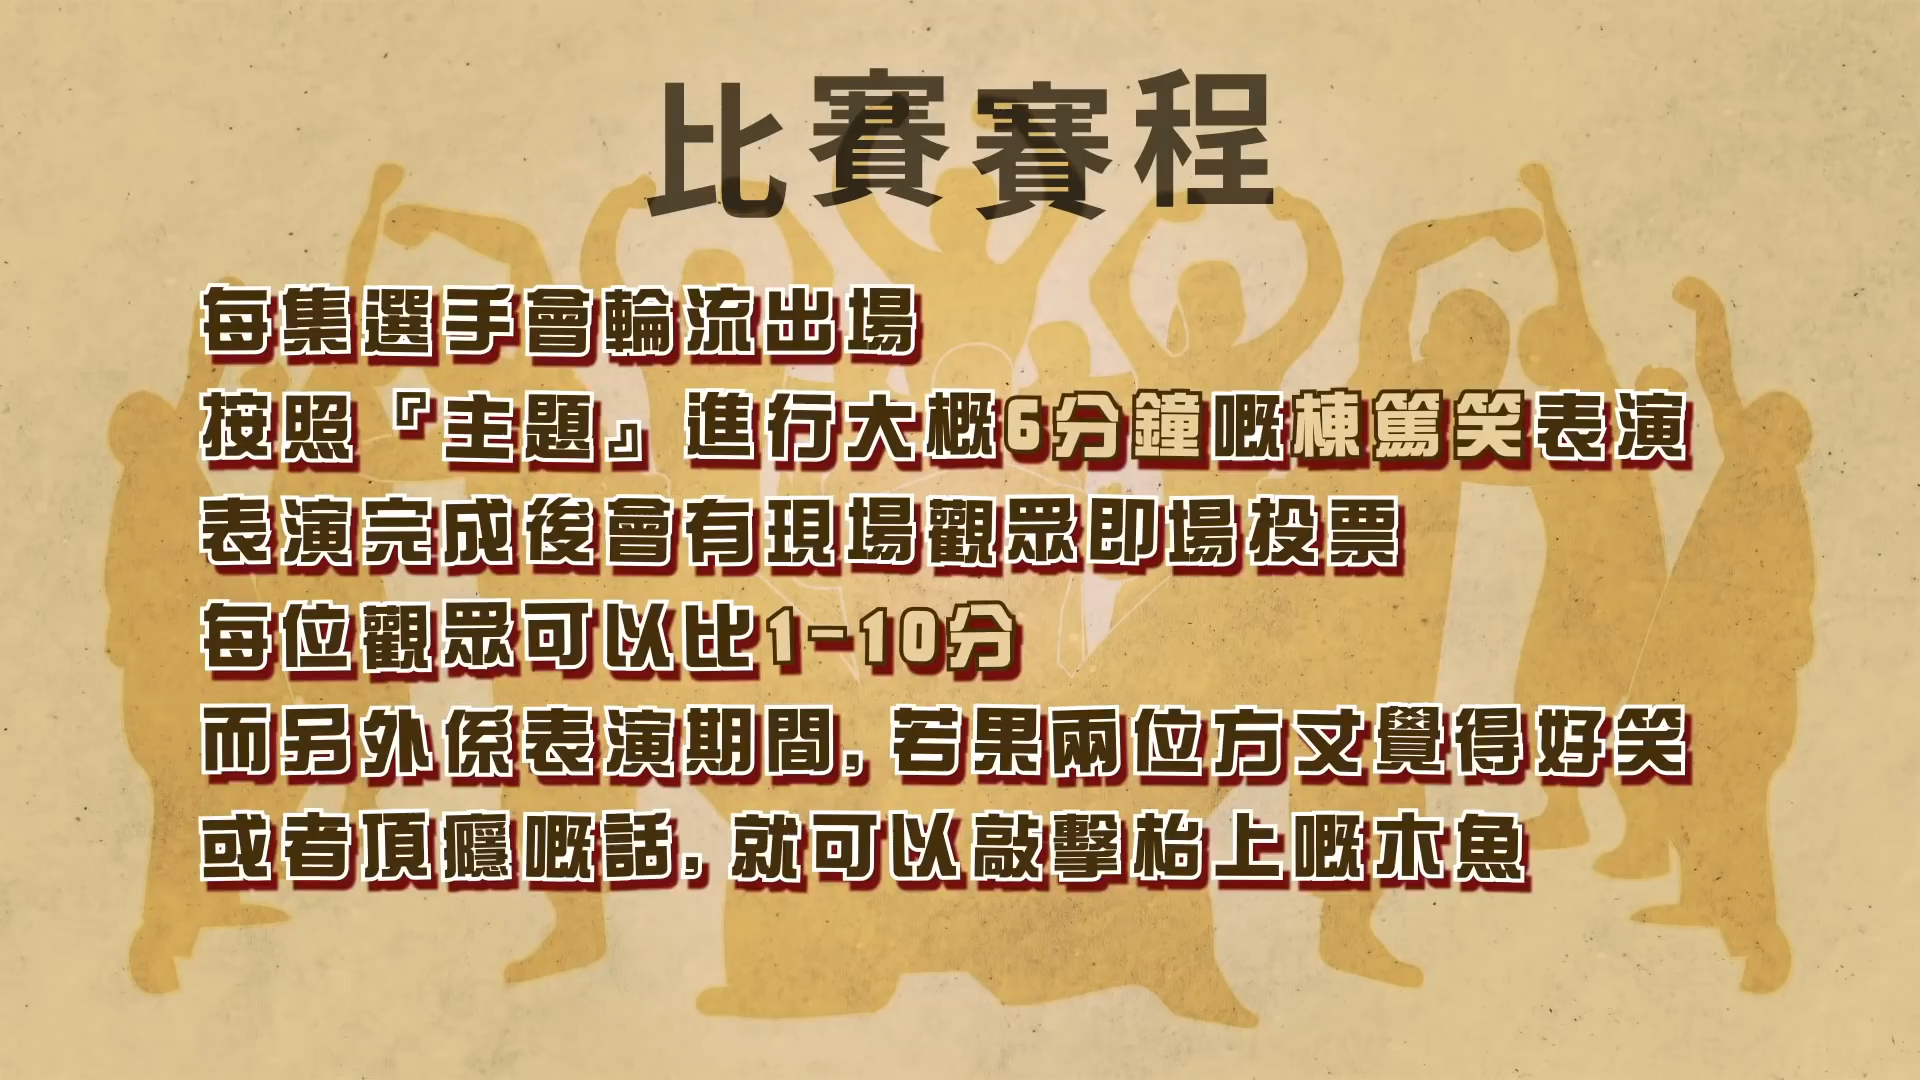 比賽賽程
每集選手會輪流出場
按照『主題』進行大概6分鐘嘅棟篤笑表演
表演完成後會有現場觀眾即場投票
每位觀眾可以比1-10分
而另外係表演期間,若果兩位方丈覺得好笑
或者頂癮嘅話,就可以敲擊枱上嘅木魚